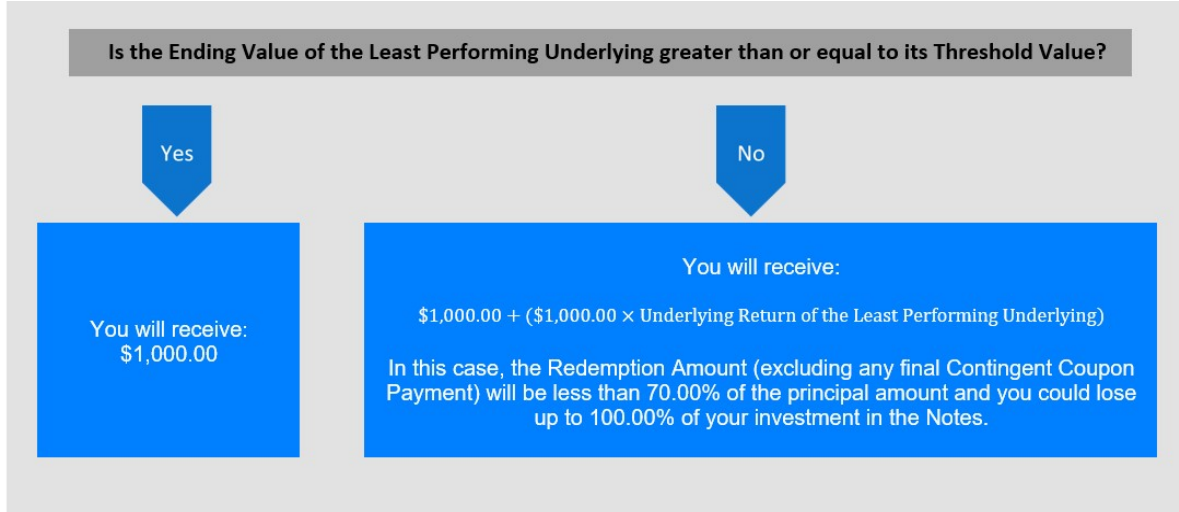 Is the Ending Value of the Least Performing Underlying greater than or equal to its Threshold Value?
Yes
No
You will receive:
$1,000.00
You will receive:
$1,000.00 + ($1,000.00 × Underlying Return of the Least Performing Underlying)
In this case, the Redemption Amount (excluding any final Contingent Coupon
Payment) will be less than 70.00% of the principal amount and you could lose
up to 100.00% of your investment in the Notes.